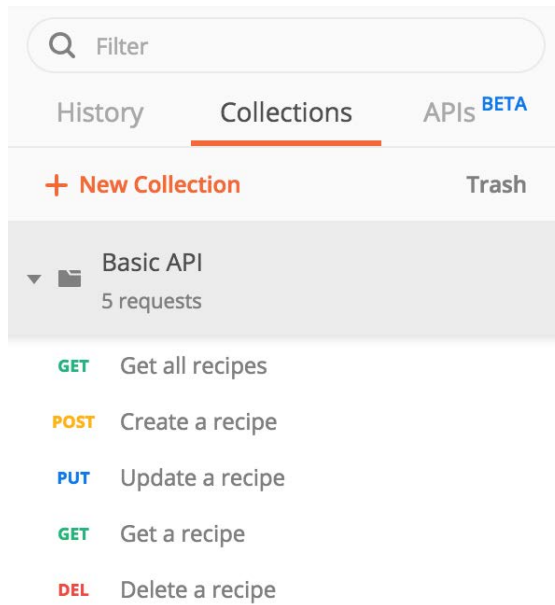 Filter
History Collections APIs BETA
+ New Collection Trash
Basic API
5 requests
GET Get all recipes
POST Create a recipe
PUT Update a recipe
GET Get a recipe
DEL Delete a recipe